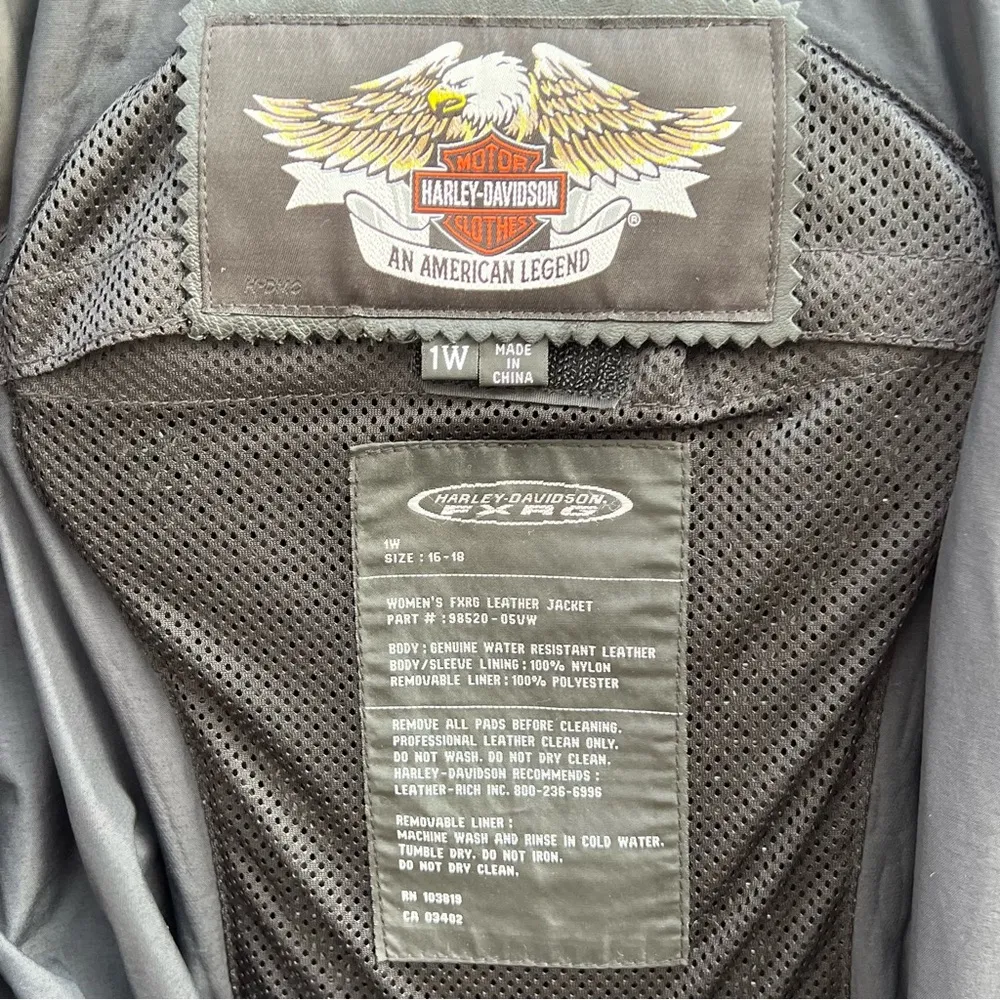 MOTOR
HARLEY-DAVIDSON
CLOTHES
®
AN AMERICAN LEGEND
1W
MADE
IN
CHINA
HARLEY-DAVIDSON
FXRG
1W
SIZE : 16-18
WOMEN'S FXRG LEATHER JACKET
PART # : 98520-05VW
BODY : GENUINE WATER RESISTANT LEATHER
BODY/SLEEVE LINING : 100% NYLON
REMOVABLE LINER : 100% POLYESTER
REMOVE ALL PADS BEFORE CLEANING.
PROFESSIONAL LEATHER CLEAN ONLY.
DO NOT WASH. DO NOT DRY CLEAN.
HARLEY-DAVIDSON RECOMMENDS :
LEATHER-RICH INC. 800-236-6996
REMOVABLE LINER :
MACHINE WASH AND RINSE IN COLD WATER.
TUMBLE DRY. DO NOT IRON.
DO NOT DRY CLEAN.
RN 103819
CA 03402